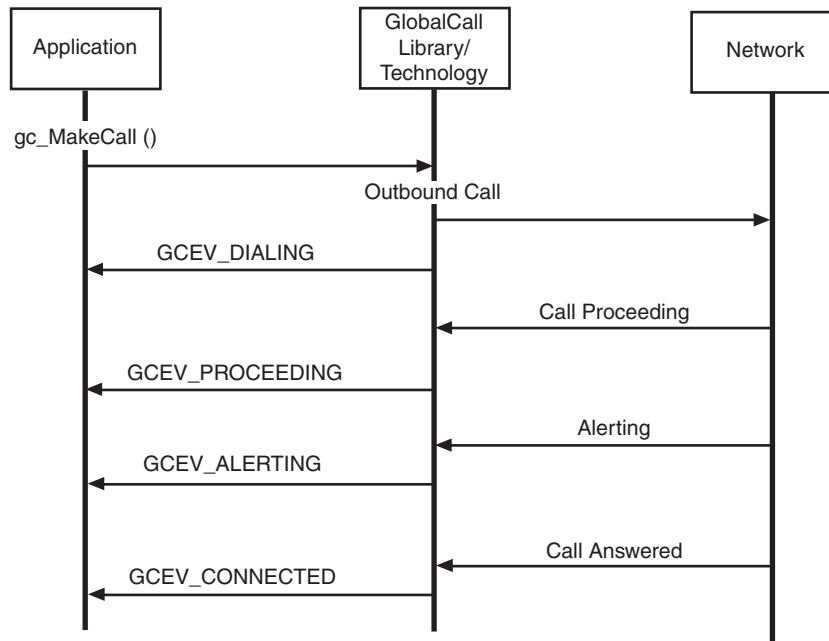 Application
GlobalCall
Library/
Technology
Network
gc_MakeCall ()
Outbound Call
GCEV_DIALING
Call Proceeding
GCEV_PROCEEDING
Alerting
GCEV_ALERTING
Call Answered
GCEV_CONNECTED